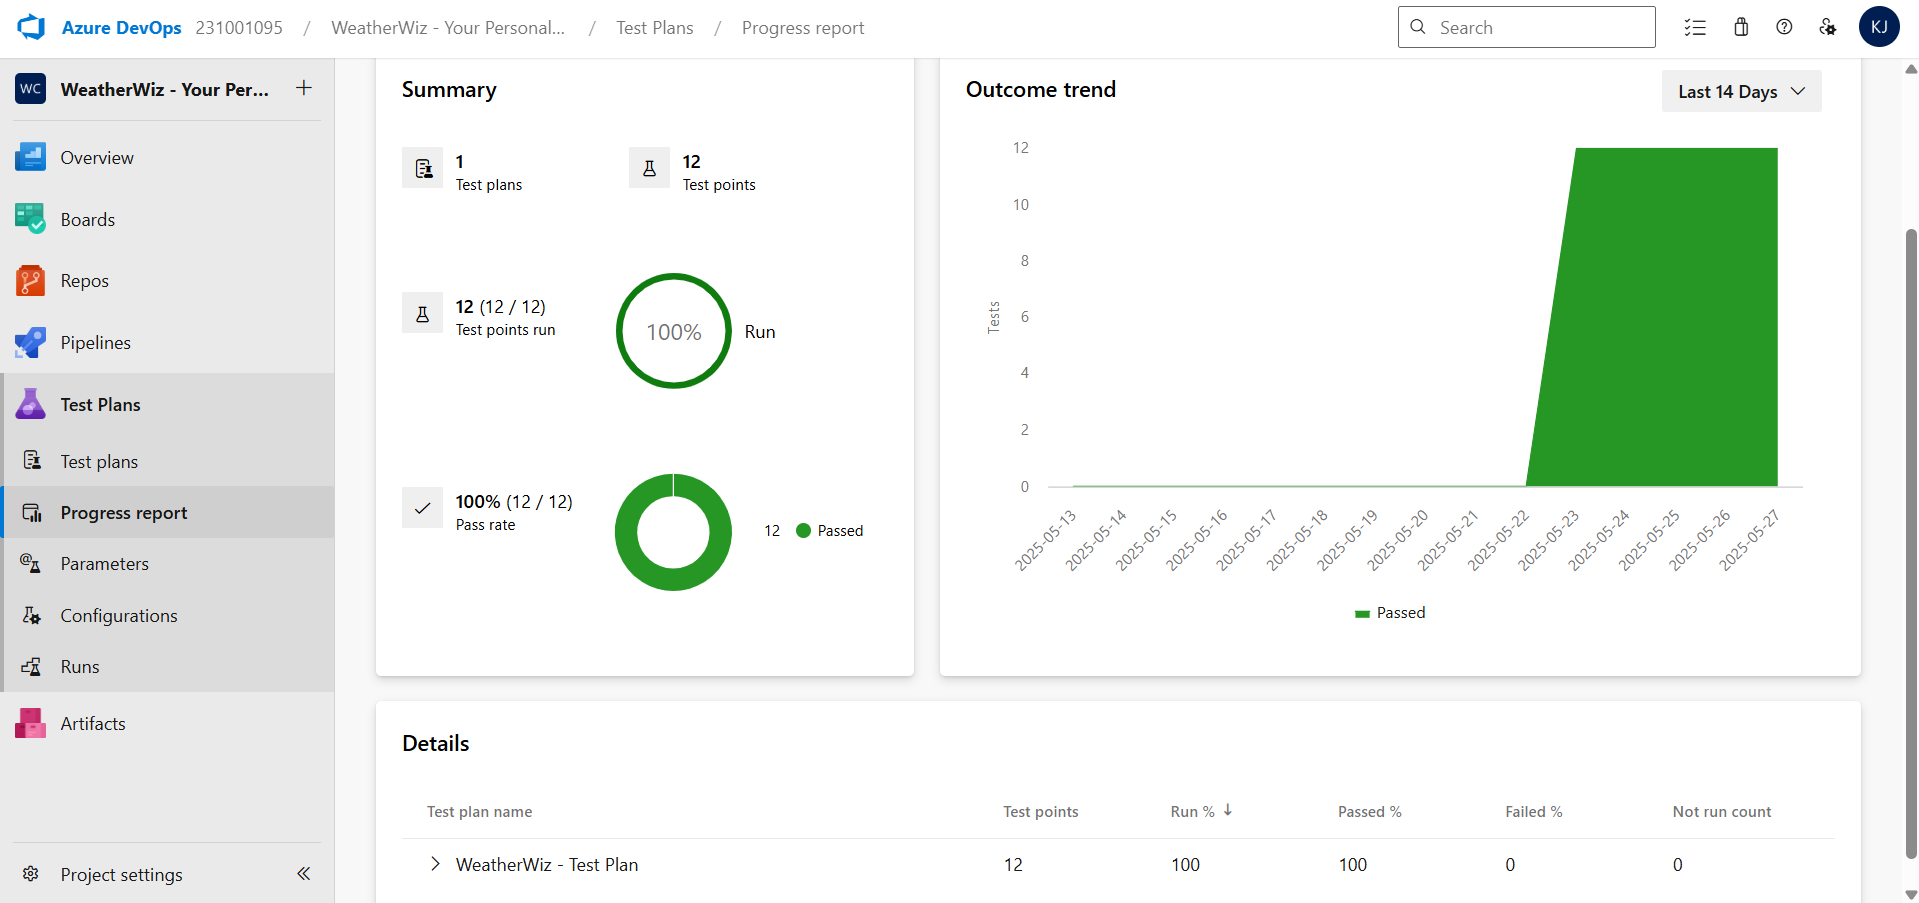 Azure DevOps 231001095 / WeatherWiz - Your Personal... / Test Plans / Progress report
Search
KJ
WC WeatherWiz - Your Per...
Overview
Boards
Repos
Pipelines
Test Plans
Test plans
Progress report
Parameters
Configurations
Runs
Artifacts
Project settings
Summary
1
Test plans
12
Test points
12 (12 / 12)
Test points run
100%
Run
100% (12 / 12)
Pass rate
12 Passed
Outcome trend
Last 14 Days
Tests
12
10
8
6
4
2
0
2025-05-13
2025-05-14
2025-05-15
2025-05-16
2025-05-17
2025-05-18
2025-05-19
2025-05-20
2025-05-21
2025-05-22
2025-05-23
2025-05-24
2025-05-25
2025-05-26
2025-05-27
Passed
Details
Test plan name Test points Run % Passed % Failed % Not run count
WeatherWiz - Test Plan 12 100 100 0 0